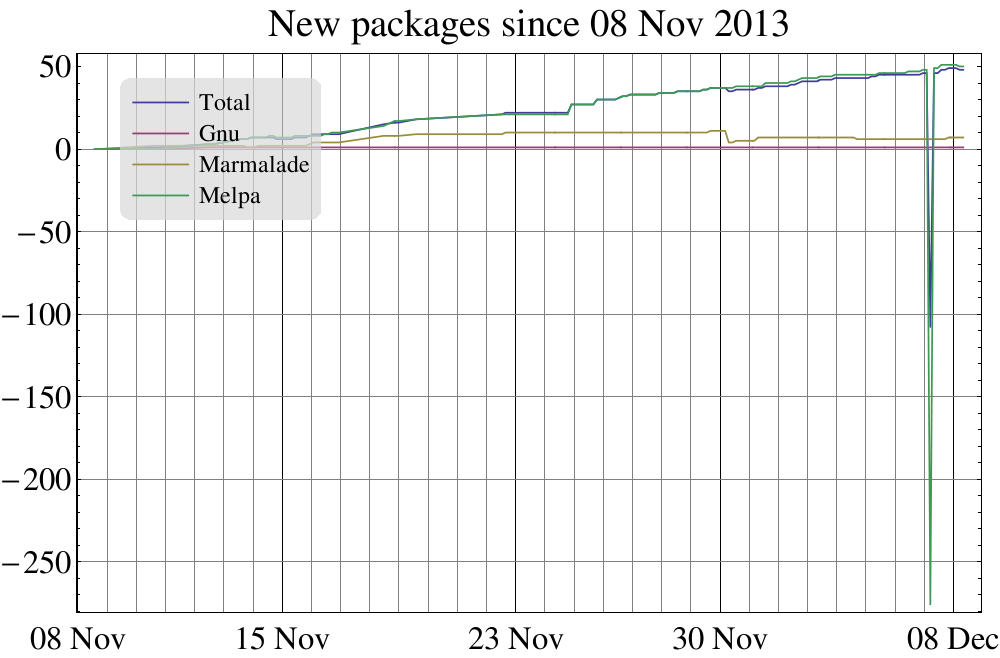 New packages since 08 Nov 2013
50
Total
Gnu
0
Marmalade
Melpa
−50
−100
−150
−200
−250
08 Nov
15 Nov
23 Nov
30 Nov
08 Dec